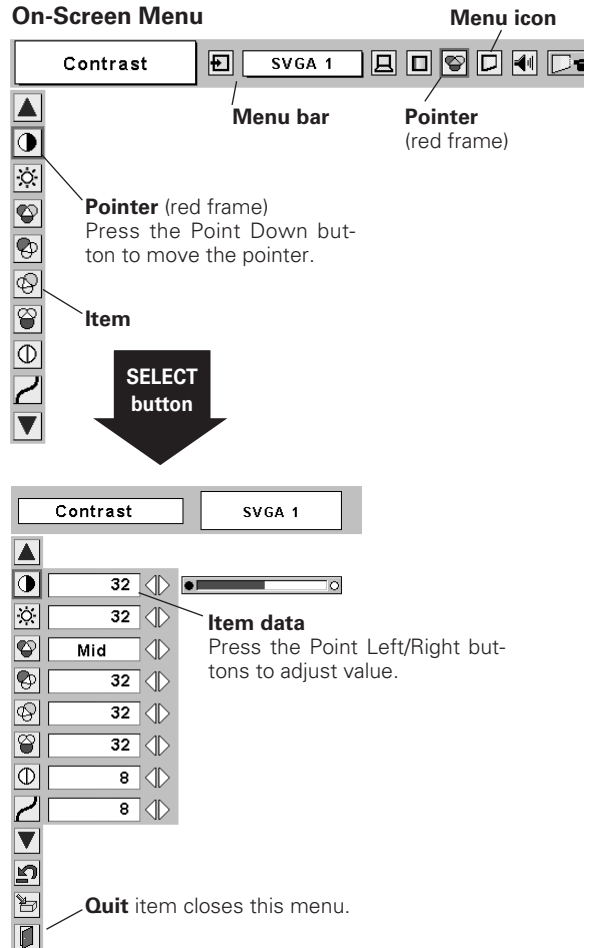 On-Screen Menu
Menu icon
Contrast
SVGA 1
Menu bar
Pointer
(red frame)
Pointer (red frame)
Press the Point Down but-
ton to move the pointer.
Item
SELECT
button
Contrast
SVGA 1
32
32
Item data
Press the Point Left/Right but-
tons to adjust value.
Mid
32
32
32
8
8
Quit item closes this menu.